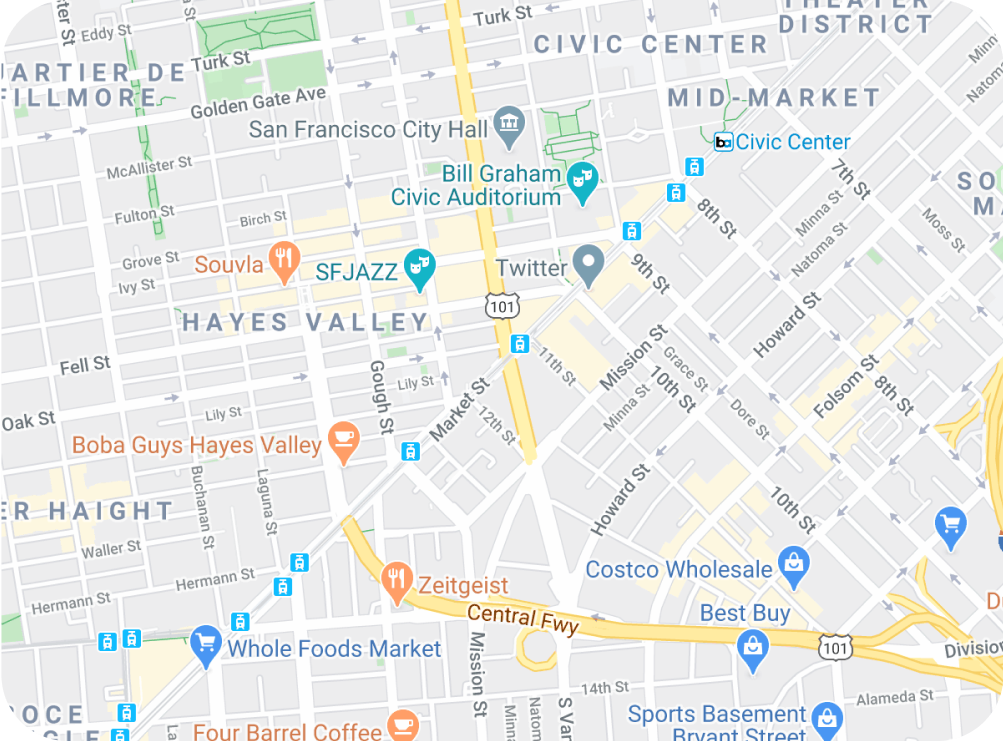 THEATER
DISTRICT
Turk St
Eddy St
CIVIC CENTER
Turk St
QUARTIER DE
FILLMORE
MID-MARKET
Golden Gate Ave
San Francisco City Hall
Civic Center
McAllister St
Bill Graham
Civic Auditorium
7th St
Minna St
Natoma St
Moss St
8th St
Fulton St
Birch St
Grove St
Ivy St
Souvla
SFJAZZ
Twitter
9th St
101
HAYES VALLEY
Howard St
Mission St
Grace St
11th St
10th St
Fell St
Gough St
Lily St
Market St
12th St
Minna St
Dore St
Folsom St
8th St
Oak St
Lily St
Boba Guys Hayes Valley
Buchanan St
Laguna St
Howard St
10th St
ER HAIGHT
Waller St
Hermann St
Hermann St
Zeitgeist
Costco Wholesale
Central Fwy
Best Buy
101
Division
Whole Foods Market
Mission St
S Van
14th St
Alameda St
Minna
Natom
Four Barrel Coffee
Sports Basement
Bryant Street